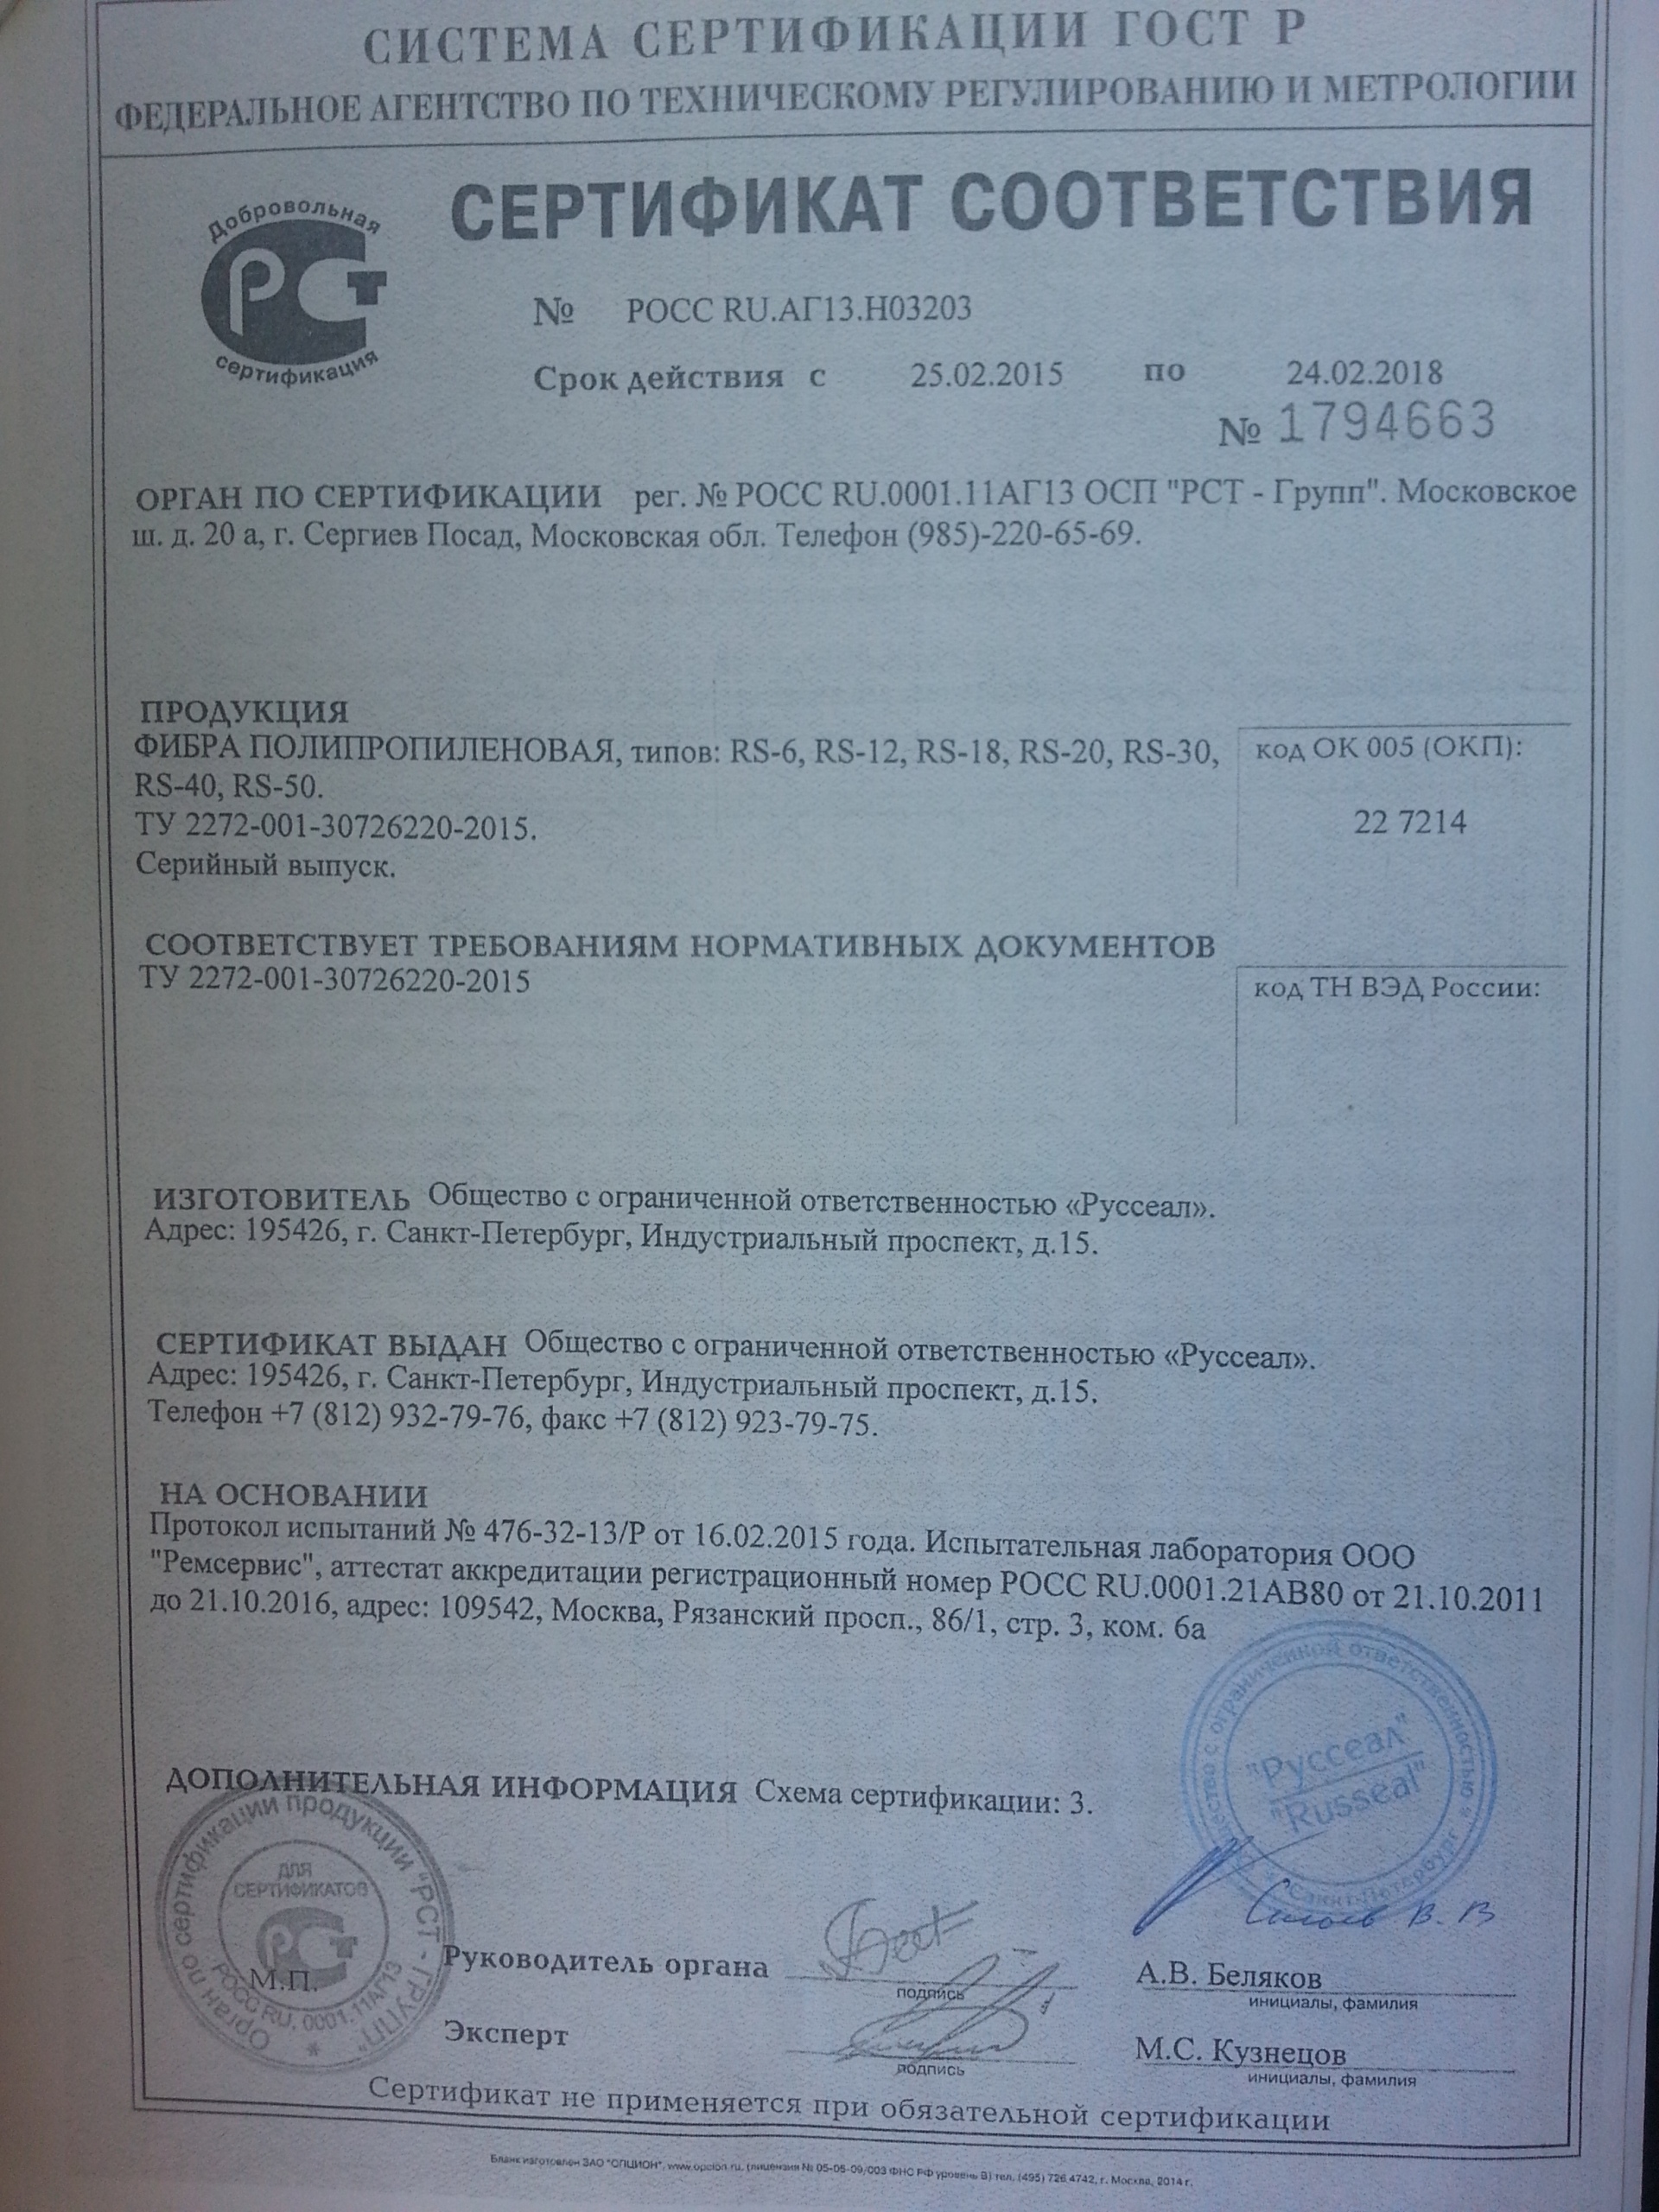 СИСТЕМА СЕРТИФИКАЦИИ ГОСТ Р
ФЕДЕРАЛЬНОЕ АГЕНТСТВО ПО ТЕХНИЧЕСКОМУ РЕГУЛИРОВАНИЮ И МЕТРОЛОГИИ
Добровольная
РСТ
сертификация
СЕРТИФИКАТ СООТВЕТСТВИЯ
№ РОСС RU.АГ13.Н03203
Срок действия с 25.02.2015 по 24.02.2018
№ 1794663
ОРГАН ПО СЕРТИФИКАЦИИ рег. № РОСС RU.0001.11АГ13 ОСП "РСТ - Групп". Московское
ш. д. 20 а, г. Сергиев Посад, Московская обл. Телефон (985)-220-65-69.
ПРОДУКЦИЯ
ФИБРА ПОЛИПРОПИЛЕНОВАЯ, типов: RS-6, RS-12, RS-18, RS-20, RS-30,
RS-40, RS-50.
ТУ 2272-001-30726220-2015.
Серийный выпуск.
код ОК 005 (ОКП):
22 7214
СООТВЕТСТВУЕТ ТРЕБОВАНИЯМ НОРМАТИВНЫХ ДОКУМЕНТОВ
ТУ 2272-001-30726220-2015
код ТН ВЭД России:
ИЗГОТОВИТЕЛЬ Общество с ограниченной ответственностью «Руссеал».
Адрес: 195426, г. Санкт-Петербург, Индустриальный проспект, д.15.
СЕРТИФИКАТ ВЫДАН Общество с ограниченной ответственностью «Руссеал».
Адрес: 195426, г. Санкт-Петербург, Индустриальный проспект, д.15.
Телефон +7 (812) 932-79-76, факс +7 (812) 923-79-75.
НА ОСНОВАНИИ
Протокол испытаний № 476-32-13/Р от 16.02.2015 года. Испытательная лаборатория ООО
"Ремсервис", аттестат аккредитации регистрационный номер РОСС RU.0001.21АВ80 от 21.10.2011
до 21.10.2016, адрес: 109542, Москва, Рязанский просп., 86/1, стр. 3, ком. 6а
ДОПОЛНИТЕЛЬНАЯ ИНФОРМАЦИЯ Схема сертификации: 3.
с ограниченной ответственностью
"Руссеал"
"Russeal"
Санкт-Петербург
Орган по сертификации продукции "РСТ - ГРУПП"
ДЛЯ
СЕРТИФИКАТОВ
РСТ
РОСС RU. 0001.11АГ13
М.П.
В. В
Руководитель органа
подпись
А.В. Беляков
инициалы, фамилия
Эксперт
подпись
М.С. Кузнецов
инициалы, фамилия
Сертификат не применяется при обязательной сертификации
Бланк изготовлен ЗАО "ОПЦИОН", www.opcion.ru, (лицензия № 05-05-09/003 ФНС РФ уровень В) тел. (495) 726 4742, г. Москва, 2014 г.